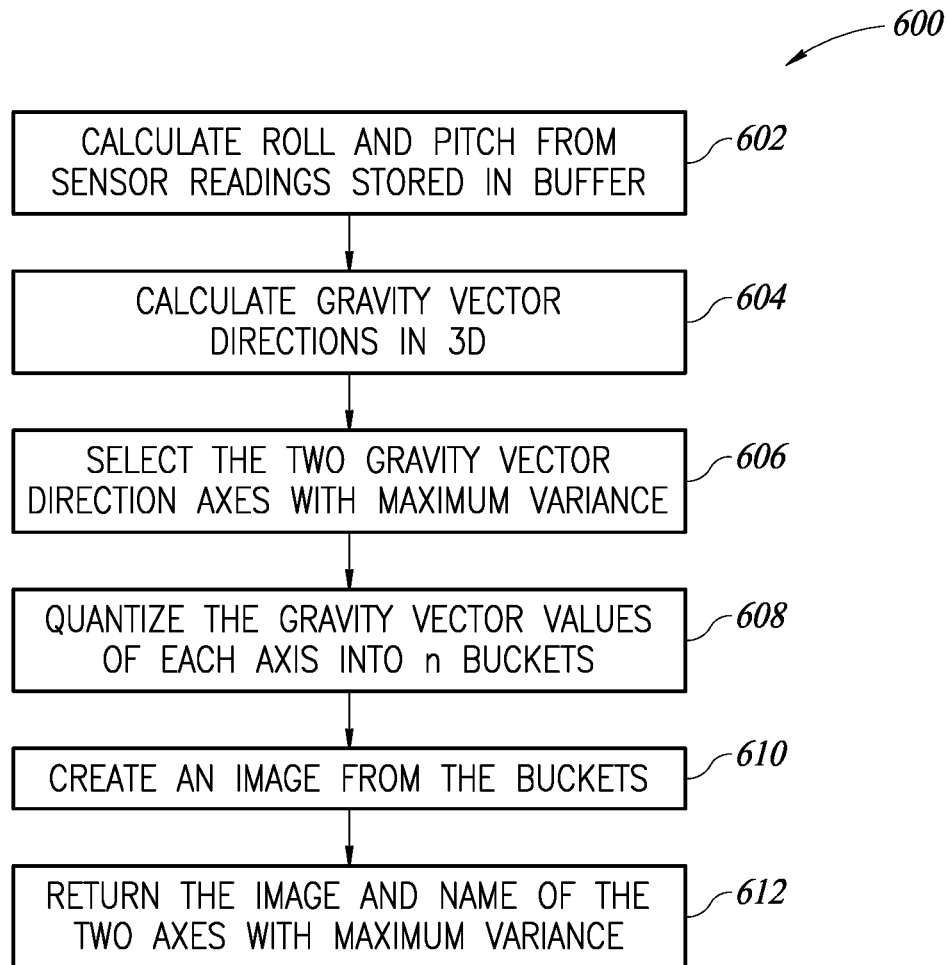 600
CALCULATE ROLL AND PITCH FROM
SENSOR READINGS STORED IN BUFFER
602
CALCULATE GRAVITY VECTOR
DIRECTIONS IN 3D
604
SELECT THE TWO GRAVITY VECTOR
DIRECTION AXES WITH MAXIMUM VARIANCE
606
QUANTIZE THE GRAVITY VECTOR VALUES
OF EACH AXIS INTO n BUCKETS
608
CREATE AN IMAGE FROM THE BUCKETS
610
RETURN THE IMAGE AND NAME OF THE
TWO AXES WITH MAXIMUM VARIANCE
612